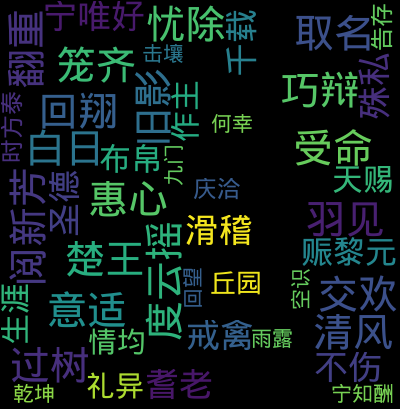 宁唯好
忧除
千载
取名
告存
翻重
笼齐
击壤
旧影
作主
巧辩
殊私
时方泰
回翔
白日
布帛
九门
何幸
受命
天赐
阅新芳
圣德
惠心
庆洽
羽见
滑稽
楚王
度云摇
赈黎元
意适
回望
丘园
空识
交欢
生涯
情均
戒禽
雨露
清风
过树
不伤
乾坤
礼异
耆老
宁知酬